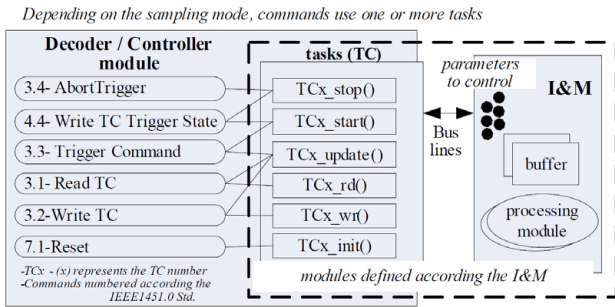 Depending on the sampling mode, commands use one or more tasks
Decoder / Controller
module
3.4- AbortTrigger
4.4- Write TC Trigger State
3.3- Trigger Command
3.1- Read TC
3.2-Write TC
7.1-Reset
-TCx - (x) represents the TC number
-Commands numbered according the
IEEE1451.0 Std.
tasks (TC)
TCx_stop()
TCx_start()
TCx_update()
TCx_rd()
TCx_wr()
TCx_init()
parameters
to control
Bus
lines
I&M
buffer
processing
module
modules defined according the I&M